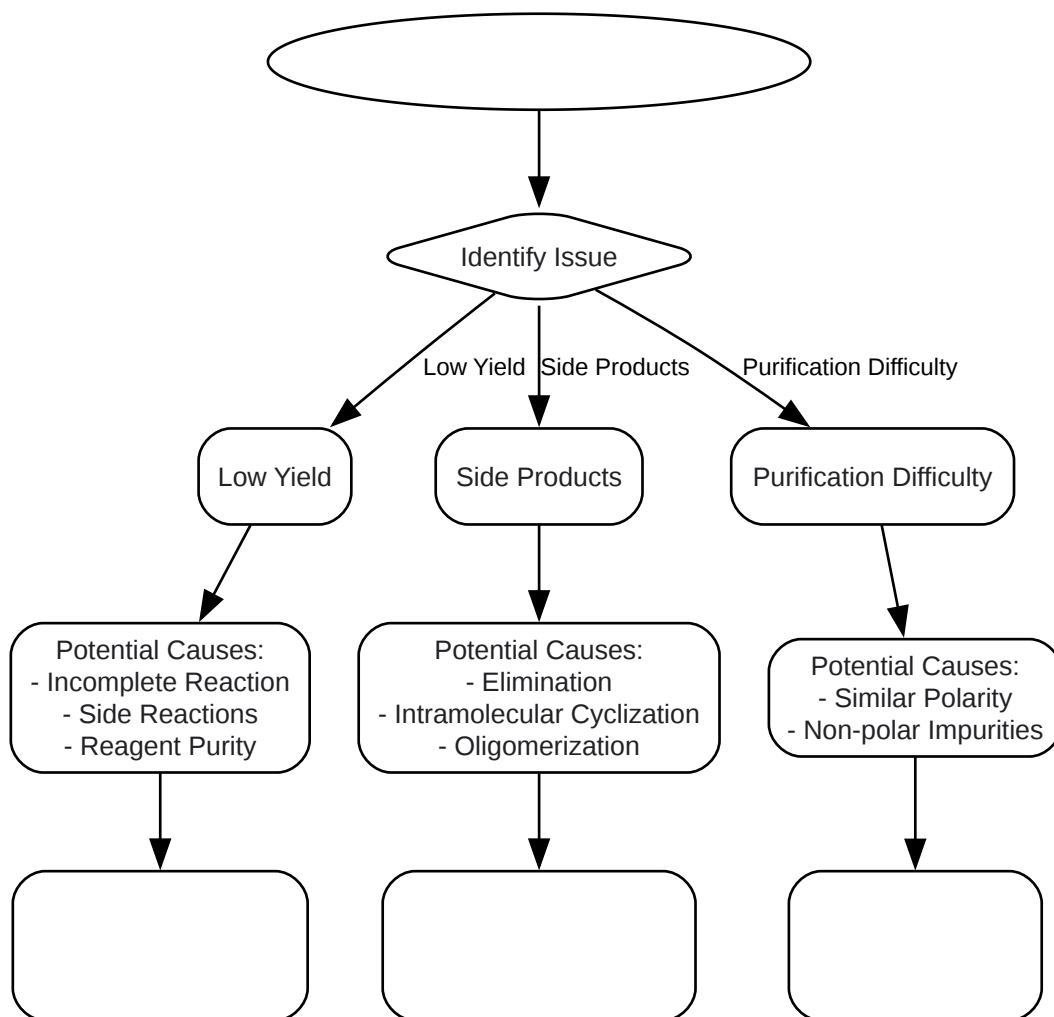 Identify Issue
Low Yield
Side Products
Purification Difficulty
Low Yield
Side Products
Purification Difficulty
Potential Causes:
- Incomplete Reaction
- Side Reactions
- Reagent Purity
Potential Causes:
- Elimination
- Intramolecular Cyclization
- Oligomerization
Potential Causes:
- Similar Polarity
- Non-polar Impurities